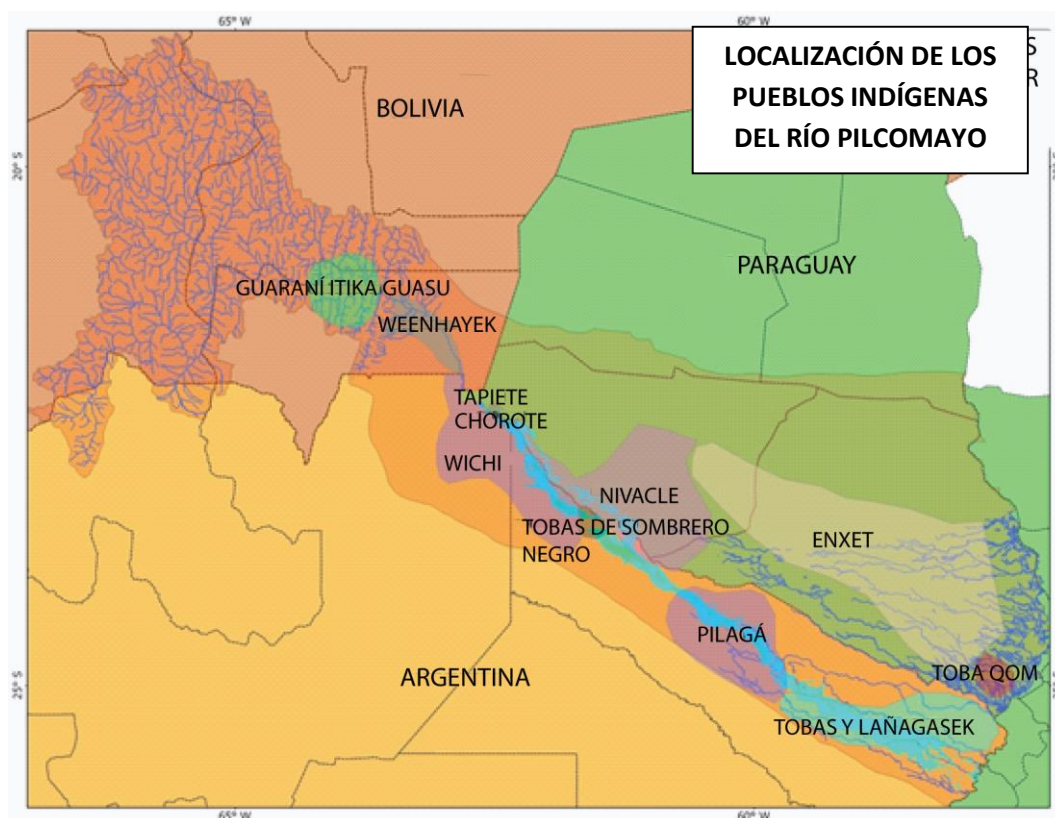 65° W
60° W
LOCALIZACIÓN DE LOS
PUEBLOS INDÍGENAS
DEL RÍO PILCOMAYO
S
R
BOLIVIA
20° S
PARAGUAY
GUARANÍ ITIKA GUASU
WEENHAYEK
TAPIETE
CHOROTE
WICHI
NIVACLE
TOBAS DE SOMBRERO
NEGRO
ENXET
PILAGÁ
TOBA QOM
ARGENTINA
25° S
TOBAS Y LAÑAGASEK
65° W
60° W